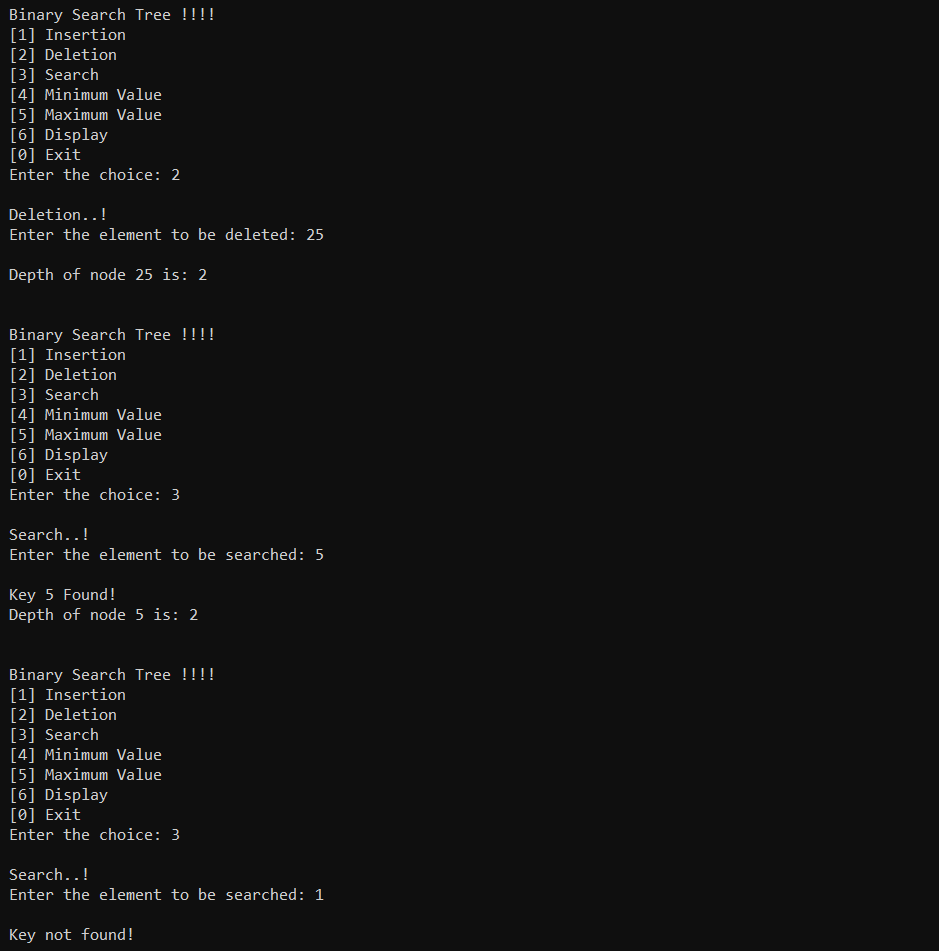 Binary Search Tree !!!!
[1] Insertion
[2] Deletion
[3] Search
[4] Minimum Value
[5] Maximum Value
[6] Display
[0] Exit
Enter the choice: 2
Deletion..!
Enter the element to be deleted: 25
Depth of node 25 is: 2
Binary Search Tree !!!!
[1] Insertion
[2] Deletion
[3] Search
[4] Minimum Value
[5] Maximum Value
[6] Display
[0] Exit
Enter the choice: 3
Search..!
Enter the element to be searched: 5
Key 5 Found!
Depth of node 5 is: 2
Binary Search Tree !!!!
[1] Insertion
[2] Deletion
[3] Search
[4] Minimum Value
[5] Maximum Value
[6] Display
[0] Exit
Enter the choice: 3
Search..!
Enter the element to be searched: 1
Key not found!